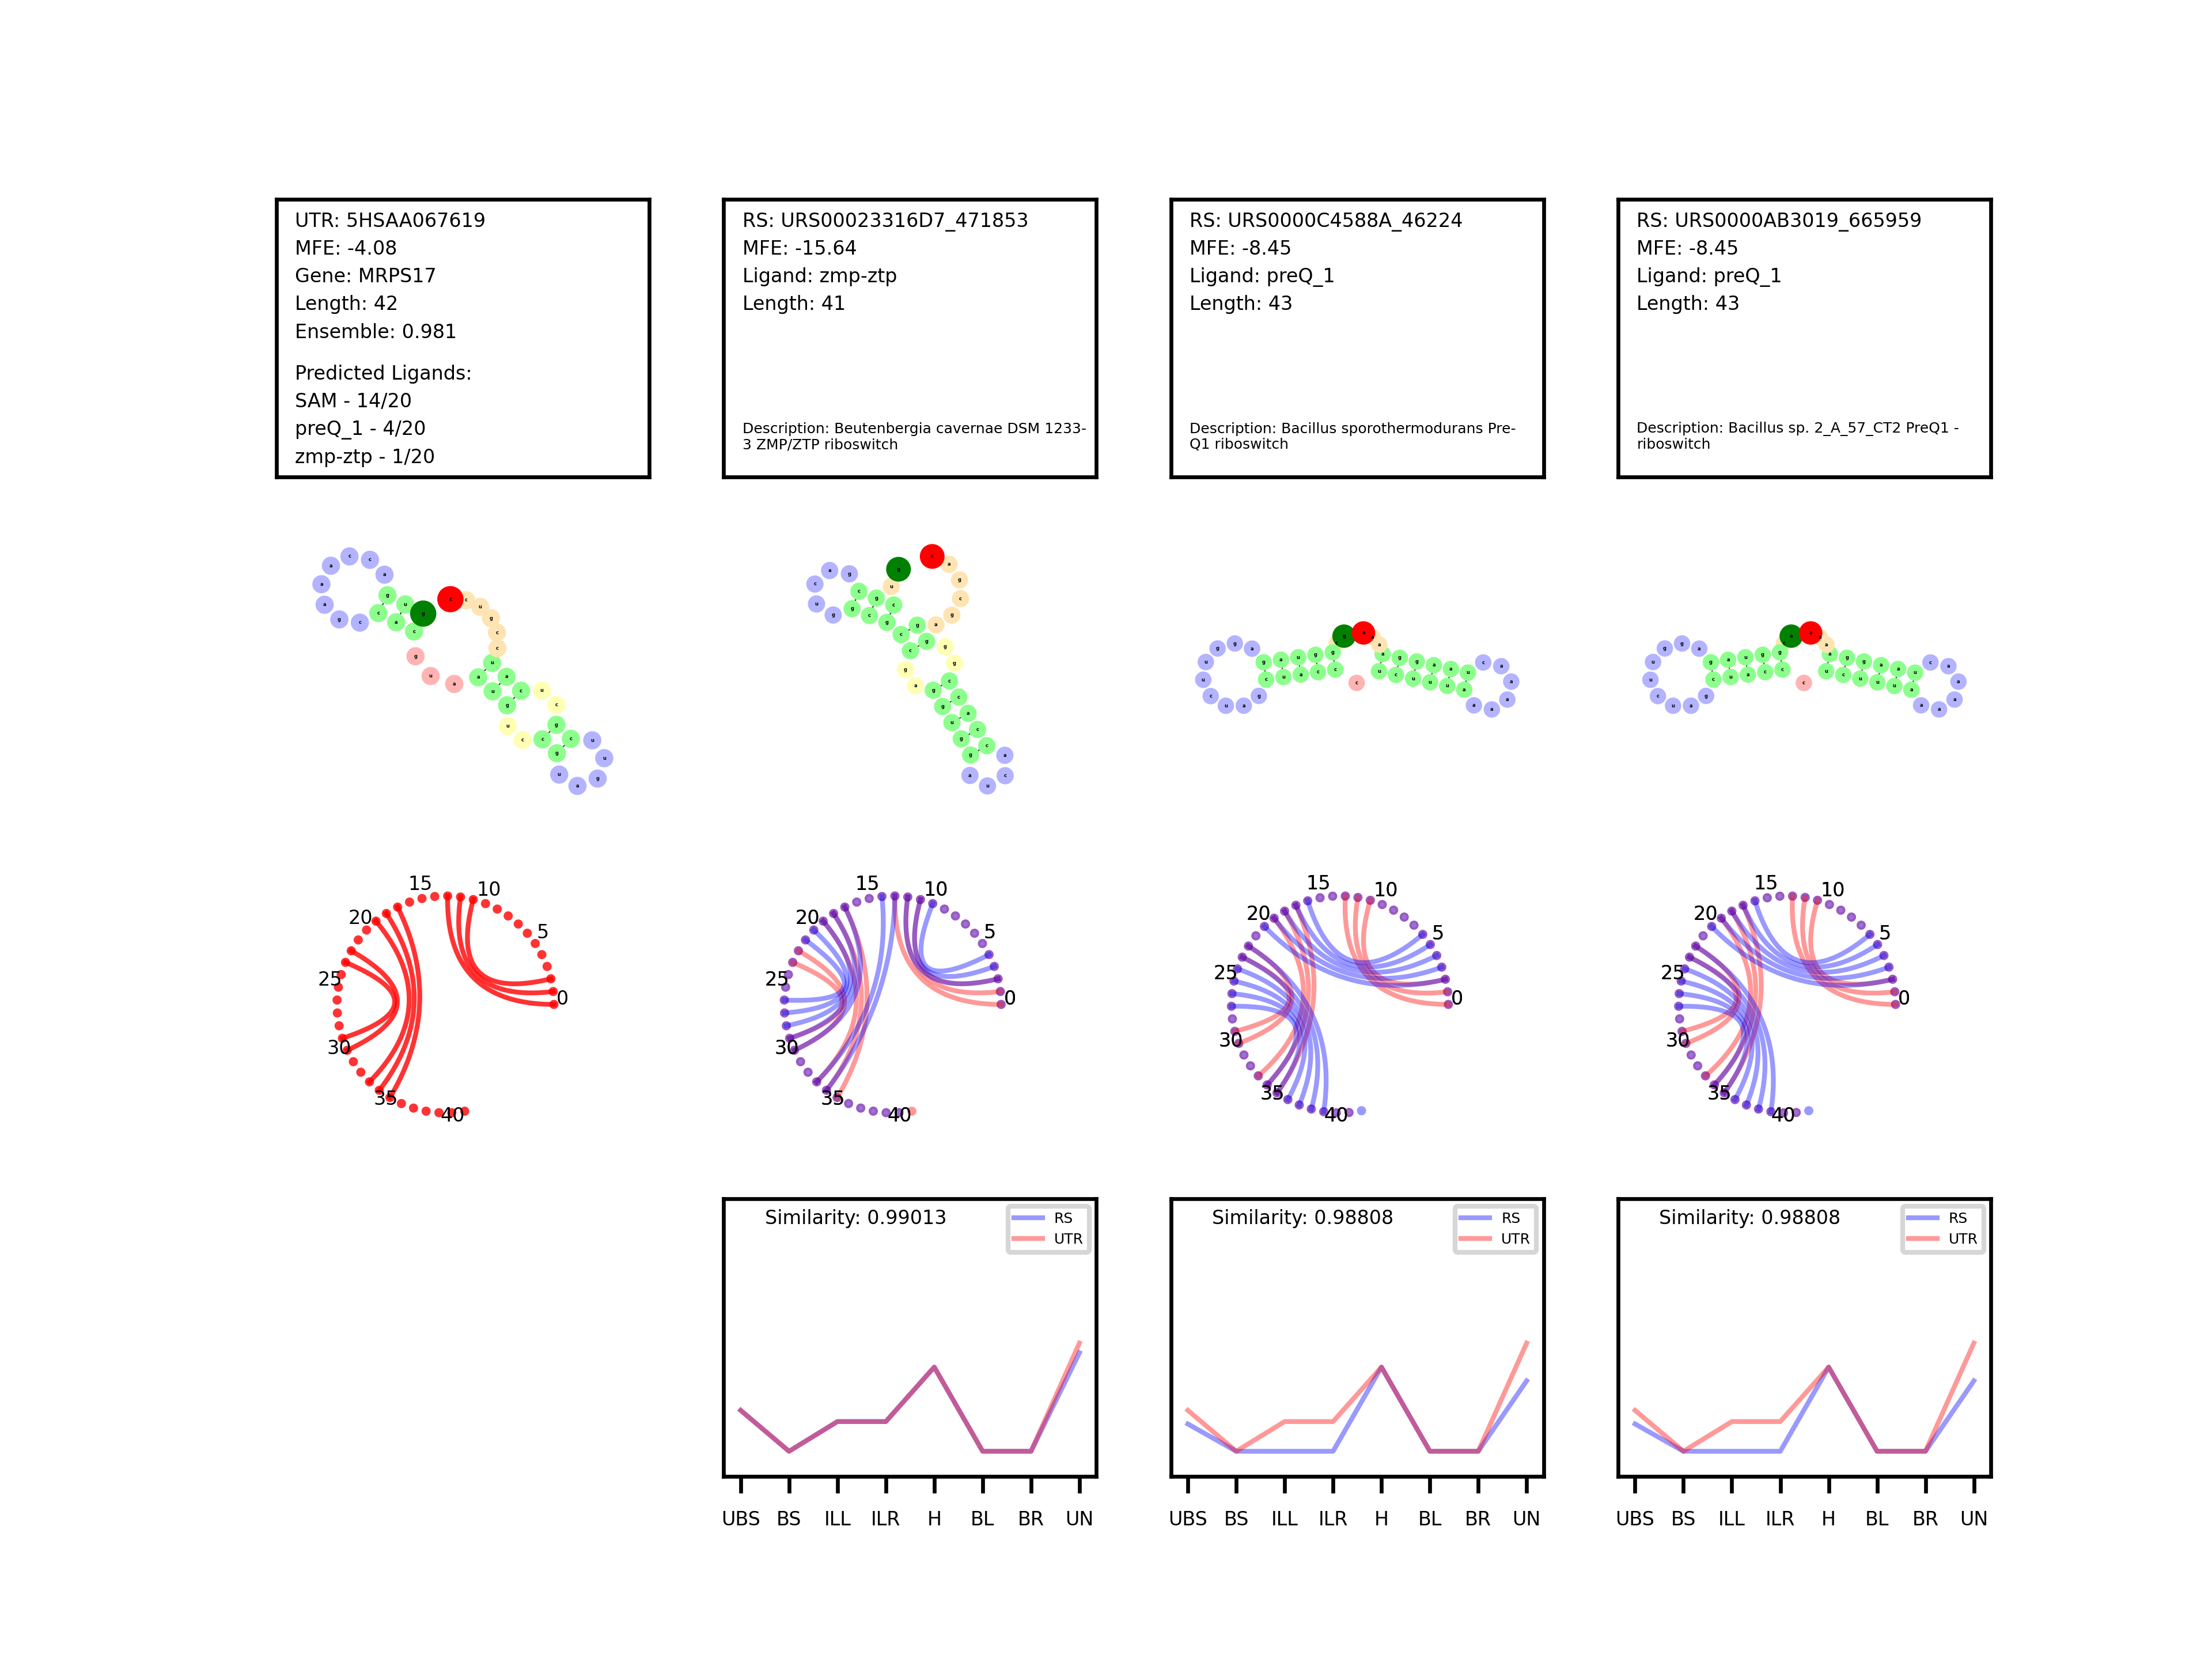 UTR: 5HSAA067619
MFE: -4.08
Gene: MRPS17
Length: 42
Ensemble: 0.981
Predicted Ligands:
SAM - 14/20
preQ_1 - 4/20
zmp-ztp - 1/20
RS: URS00023316D7_471853
MFE: -15.64
Ligand: zmp-ztp
Length: 41
Description: Beutenbergia cavernae DSM 1233-
3 ZMP/ZTP riboswitch
RS: URS0000C4588A_46224
MFE: -8.45
Ligand: preQ_1
Length: 43
Description: Bacillus sporothermodurans Pre-
Q1 riboswitch
RS: URS0000AB3019_665959
MFE: -8.45
Ligand: preQ_1
Length: 43
Description: Bacillus sp. 2_A_57_CT2 PreQ1 -
riboswitch
0
5
10
15
20
25
30
35
40
0
5
10
15
20
25
30
35
40
0
5
10
15
20
25
30
35
40
0
5
10
15
20
25
30
35
40
Similarity: 0.99013
RS
UTR
UBS BS ILL ILR H BL BR UN
Similarity: 0.98808
RS
UTR
UBS BS ILL ILR H BL BR UN
Similarity: 0.98808
RS
UTR
UBS BS ILL ILR H BL BR UN